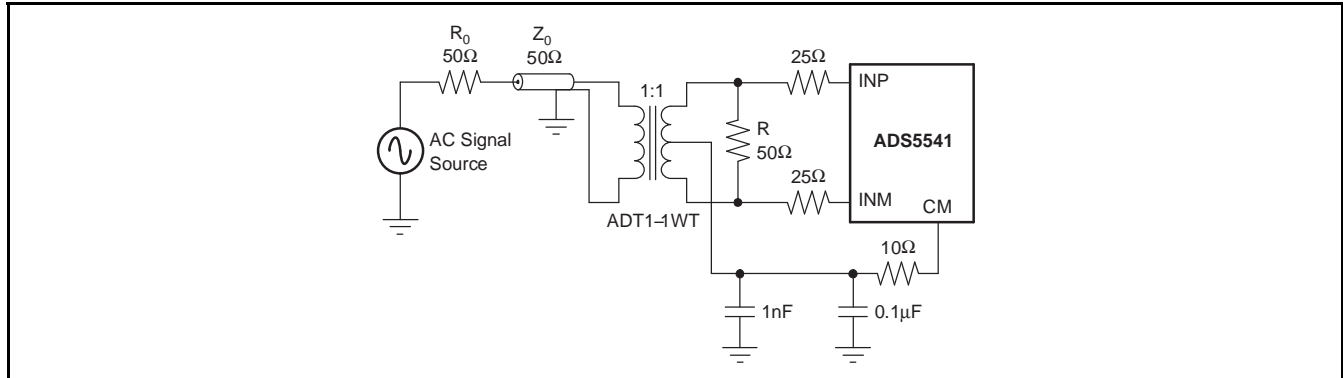 R0
50Ω
Z0
50Ω
25Ω
1:1
INP
R
50Ω
ADS5541
AC Signal
Source
25Ω
INM
CM
ADT1–1WT
10Ω
1nF
0.1μF